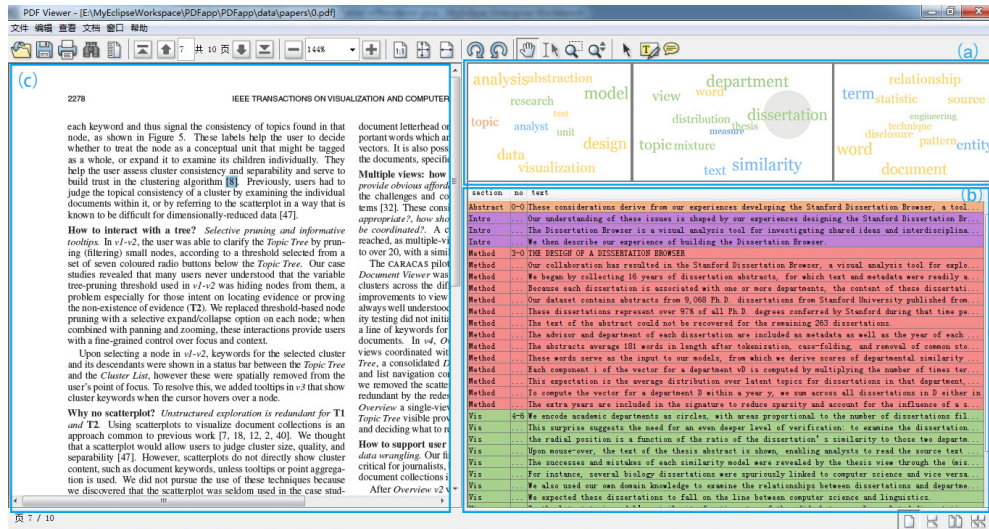 PDF Viewer - [E:\MyEclipseWorkspace\PDFapp\PDFapp\data\papers\0.pdf]
文件 编辑 查看 文档 窗口 帮助
7 共 10 页 144% 1:1 T
(a)
analysis abstraction
research model
topic text
analyst unit
design
data
visualization
department
view word
distribution dissertation
thesis
measure
topic mixture
text similarity
relationship
term statistic source
engineering
technique
disclosure pattern entity
word
document
(c)
2278 IEEE TRANSACTIONS ON VISUALIZATION AND COMPUTER
each keyword and thus signal the consistency of topics found in that
node, as shown in Figure 5. These labels help the user to decide
whether to treat the node as a conceptual unit that might be tagged
as a whole, or expand it to examine its children individually. They
help the user assess cluster consistency and separability and serve to
build trust in the clustering algorithm [8]. Previously, users had to
judge the topical consistency of a cluster by examining the individual
documents within it, or by referring to the scatterplot in a way that is
known to be difficult for dimensionally-reduced data [47].
How to interact with a tree? Selective pruning and informative
tooltips. In v1-v2, the user was able to clarify the Topic Tree by prun-
ing (filtering) small nodes, according to a threshold selected from a
set of seven coloured radio buttons below the Topic Tree. Our case
studies revealed that many users never understood that the variable
tree-pruning threshold used in v1-v2 was hiding nodes from them, a
problem especially for those intent on locating evidence or proving
the non-existence of evidence (T2). We replaced threshold-based node
pruning with a selective expand/collapse option on each node; when
combined with panning and zooming, these interactions provide users
with a fine-grained control over focus and context.
Upon selecting a node in v1-v2, keywords for the selected cluster
and its descendants were shown in a status bar between the Topic Tree
and the Cluster List, however these were spatially removed from the
user's point of focus. To resolve this, we added tooltips in v3 that show
cluster keywords when the cursor hovers over a node.
Why no scatterplot? Unstructured exploration is redundant for T1
and T2. Using scatterplots to visualize document collections is an
approach common to previous work [7, 18, 12, 2, 40]. We thought
that a scatterplot would allow users to judge cluster size, quality, and
separability [47]. However, scatterplots do not directly show cluster
content, such as document keywords, unless tooltips or point aggrega-
tion is used. We did not pursue the use of these techniques because
we discovered that the scatterplot was seldom used in the case stud-
document letterhead or
portant words which ar
vectors. It is also poss
the documents, specific
Multiple views: how
provide obvious afford
the challenges and co
tems [32]. These cons
appropriate?, how sho
be coordinated?. A c
reached, as multiple-vi
to over 20, with a simi
The CARACAS pilot
Document Viewer was
clusters across the dif
improvements to view
always well understood
ity testing did not initi
a line of keywords for
documents. In v4, O
views coordinated wit
Tree, a consolidated D
and list navigation cor
we removed the scatte
redundant by the rede
Overview a single-view
Topic Tree visible prov
and deciding what to r
How to support user
data wrangling. Our fi
critical for journalists,
document collections i
After Overview v2 v
(b)
section no text
Abstract 0-0 These considerations derive from our experiences developing the Stanford Dissertation Browser, a tool...
Intro ... Our understanding of these issues is shaped by our experiences designing the Stanford Dissertation Br...
Intro ... The Dissertation Browser is a visual analysis tool for investigating shared ideas and interdisciplina...
Intro ... We then describe our experience of building the Dissertation Browser.
Method 3-0 THE DESIGN OF A DISSERTATION BROWSER
Method ... Our collaboration has resulted in the Stanford Dissertation Browser, a visual analysis tool for explo...
Method ... We began by collecting 16 years of dissertation abstracts, for which text and metadata were readily a...
Method ... Because each dissertation is associated with one or more departments, the content of these dissertati...
Method ... Our dataset contains abstracts from 9,068 Ph.D. dissertations from Stanford University published from...
Method ... These dissertations represent over 97% of all Ph.D. degrees conferred by Stanford during that time pe...
Method ... The text of the abstract could not be recovered for the remaining 263 dissertations.
Method ... The advisor and department of each dissertation are included as metadata as well as the year of each ...
Method ... The abstracts average 181 words in length after tokenization, case-folding, and removal of common sto...
Method ... These words serve as the input to our models, from which we derive scores of departmental similarity ...
Method ... Each component i of the vector for a department vD is computed by multiplying the number of times ter...
Method ... This expectation is the average distribution over latent topics for dissertations in that department,...
Method ... To compute the vector for a department D within a year y, we sum across all dissertations in D either in
Method ... The extra years are included in the signature to reduce sparsity and account for the influence of a s...
Vis 4-6 We encode academic departments as circles, with areas proportional to the number of dissertations fil...
Vis ... This surprise suggests the need for an even deeper level of verification: to examine the dissertation...
Vis ... the radial position is a function of the ratio of the dissertation's similarity to those two departm...
Vis ... Upon mouse-over, the text of the thesis abstract is shown, enabling analysts to read the source text ...
Vis ... The successes and mistakes of each similarity model were revealed by the thesis view through the (mis...
Vis ... For instance, several biology dissertations were spuriously linked to computer science and vice versa.
Vis ... We also used our own domain knowledge to examine the relationships between dissertations and departme...
Vis ... We expected these dissertations to fall on the line between computer science and linguistics.
页 7 / 10